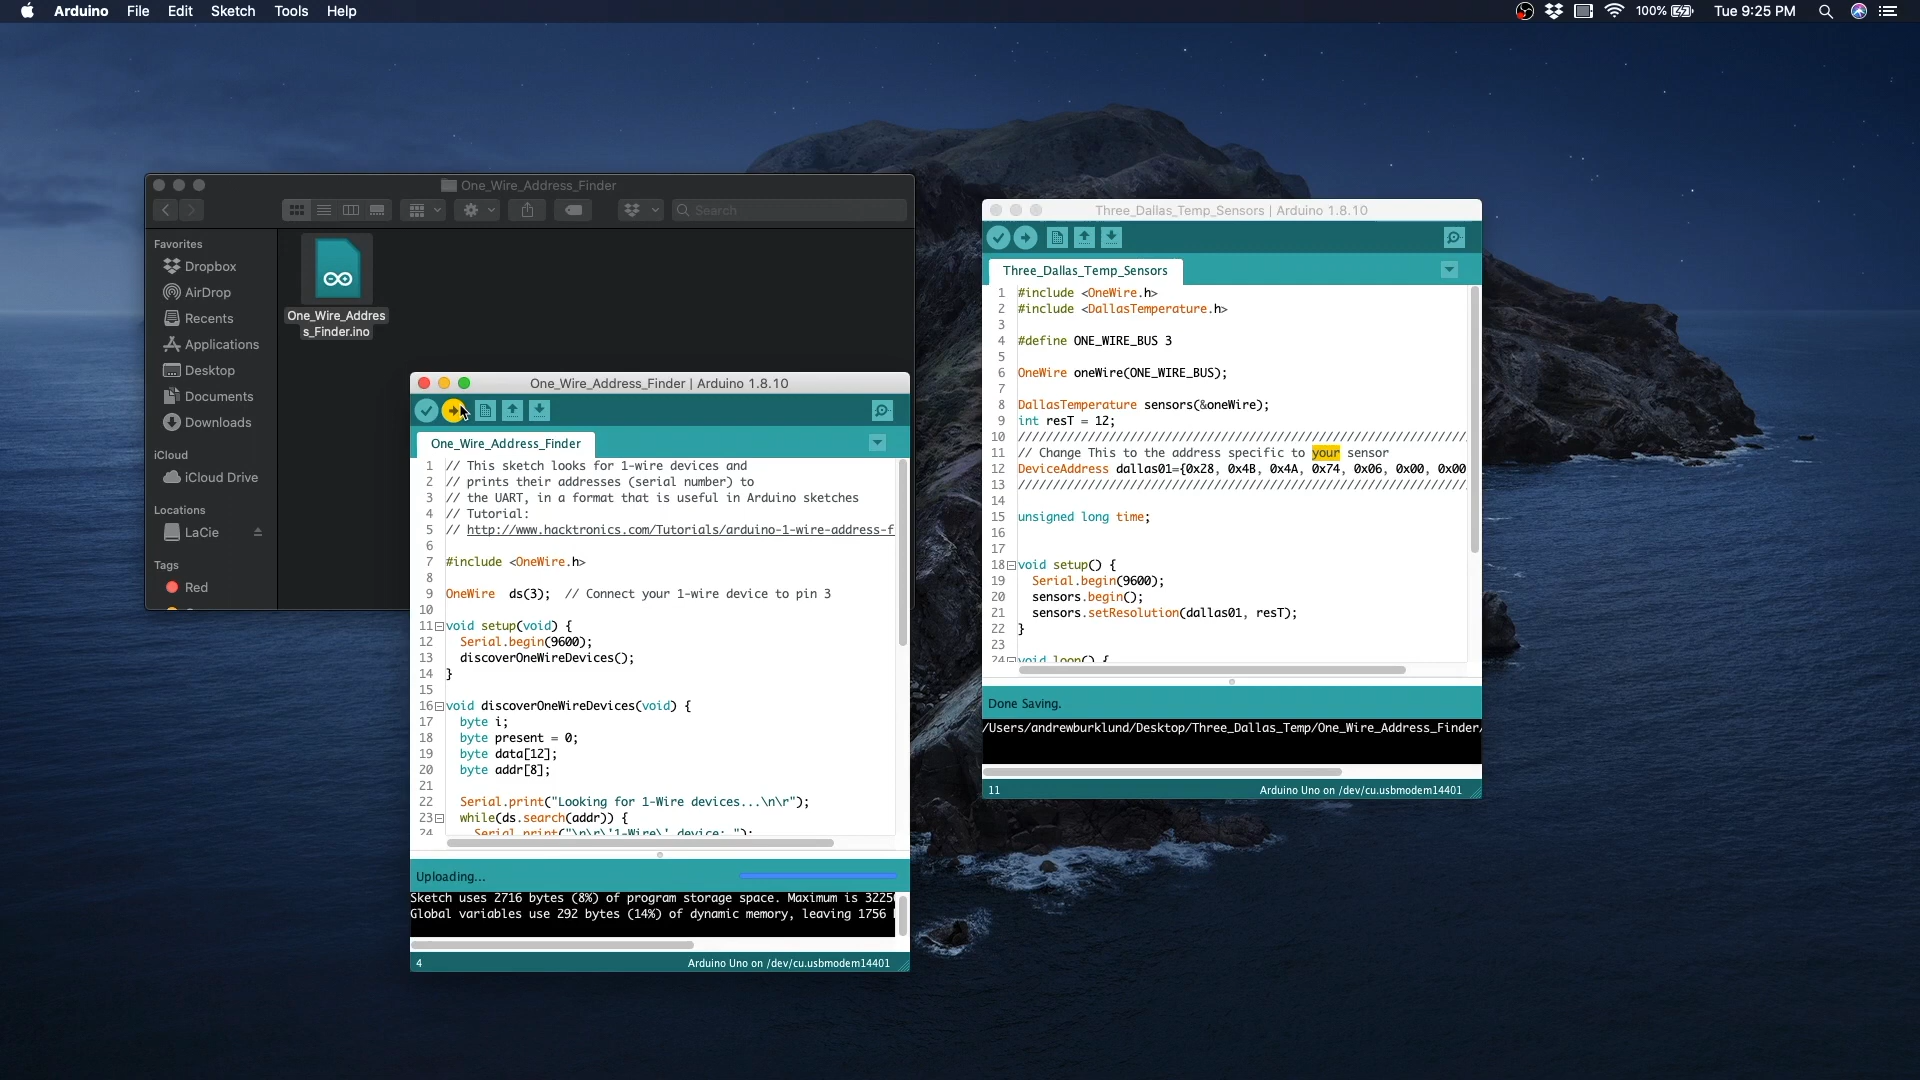 Arduino File Edit Sketch Tools Help
100% Tue 9:25 PM
One_Wire_Address_Finder
Search
Favorites
Dropbox
AirDrop
Recents
Applications
Desktop
Documents
Downloads
iCloud
iCloud Drive
Locations
LaCie
Tags
Red
One_Wire_Addres
s_Finder.ino
One_Wire_Address_Finder | Arduino 1.8.10
One_Wire_Address_Finder
1 // This sketch looks for 1-wire devices and
2 // prints their addresses (serial number) to
3 // the UART, in a format that is useful in Arduino sketches
4 // Tutorial:
5 // http://www.hacktronics.com/Tutorials/arduino-1-wire-address-f
6
7 #include <OneWire.h>
8
9 OneWire  ds(3);  // Connect your 1-wire device to pin 3
10
11 void setup(void) {
12   Serial.begin(9600);
13   discoverOneWireDevices();
14 }
15
16 void discoverOneWireDevices(void) {
17   byte i;
18   byte present = 0;
19   byte data[12];
20   byte addr[8];
21
22   Serial.print("Looking for 1-Wire devices...\n\r");
23   while(ds.search(addr)) {
24     Serial.print("\n\r\'1-Wire\' device: ");
Uploading...
Sketch uses 2716 bytes (8%) of program storage space. Maximum is 3225
Global variables use 292 bytes (14%) of dynamic memory, leaving 1756
4 Arduino Uno on /dev/cu.usbmodem14401
Three_Dallas_Temp_Sensors | Arduino 1.8.10
Three_Dallas_Temp_Sensors
1 #include <OneWire.h>
2 #include <DallasTemperature.h>
3
4 #define ONE_WIRE_BUS 3
5
6 OneWire oneWire(ONE_WIRE_BUS);
7
8 DallasTemperature sensors(&oneWire);
9 int resT = 12;
10 ////////////////////////////////////////////////////////////////
11 // Change This to the address specific to your sensor
12 DeviceAddress dallas01={0x28, 0x4B, 0x4A, 0x74, 0x06, 0x00, 0x00
13 ////////////////////////////////////////////////////////////////
14
15 unsigned long time;
16
17
18 void setup() {
19   Serial.begin(9600);
20   sensors.begin();
21   sensors.setResolution(dallas01, resT);
22 }
23
24 void loop() {
Done Saving.
/Users/andrewburklund/Desktop/Three_Dallas_Temp/One_Wire_Address_Finder/
11 Arduino Uno on /dev/cu.usbmodem14401